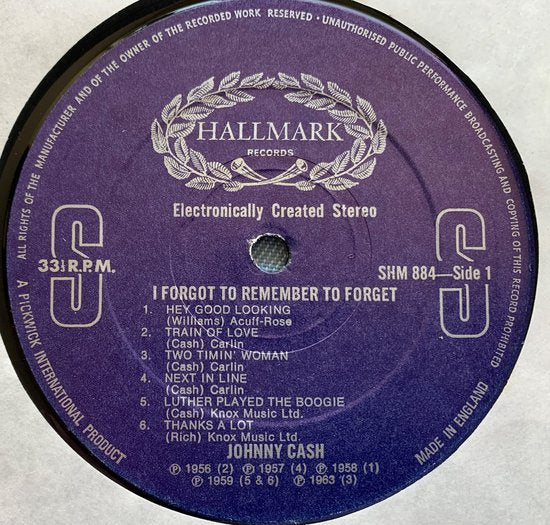 ALL RIGHTS OF THE MANUFACTURER AND OF THE OWNER OF THE RECORDED WORK RESERVED · UNAUTHORISED PUBLIC PERFORMANCE BROADCASTING AND COPYING OF THIS RECORD PROHIBITED
HALLMARK
RECORDS
Electronically Created Stereo
S
S
33⅓ R.P.M.
SHM 884—Side 1
I FORGOT TO REMEMBER TO FORGET
1. HEY GOOD LOOKING
(Williams) Acuff-Rose
2. TRAIN OF LOVE
(Cash) Carlin
3. TWO TIMIN' WOMAN
(Cash) Carlin
4. NEXT IN LINE
(Cash) Carlin
5. LUTHER PLAYED THE BOOGIE
(Cash) Knox Music Ltd.
6. THANKS A LOT
(Rich) Knox Music Ltd.
JOHNNY CASH
℗ 1956 (2) ℗ 1957 (4) ℗ 1958 (1)
℗ 1959 (5 & 6) ℗ 1963 (3)
A PICKWICK INTERNATIONAL PRODUCT
MADE IN ENGLAND